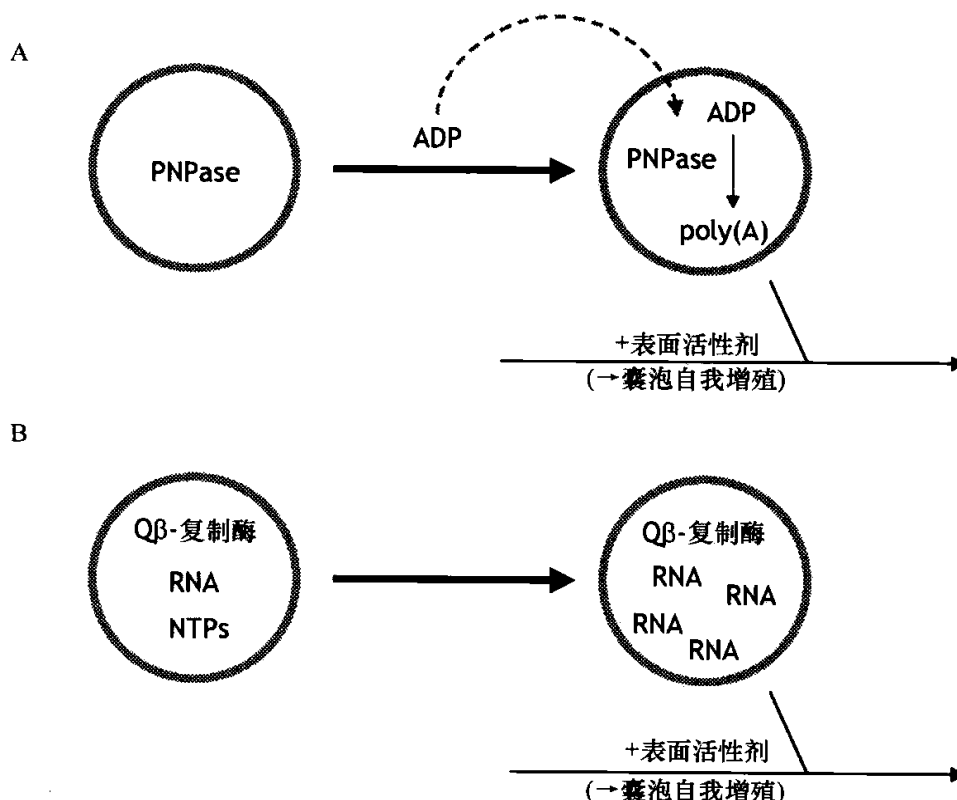 A
ADP
PNPase
ADP
PNPase
poly(A)
+表面活性剂
(→囊泡自我增殖)
B
Qβ-复制酶
RNA
NTPs
Qβ-复制酶
RNA
RNA
RNA
RNA
+表面活性剂
(→囊泡自我增殖)